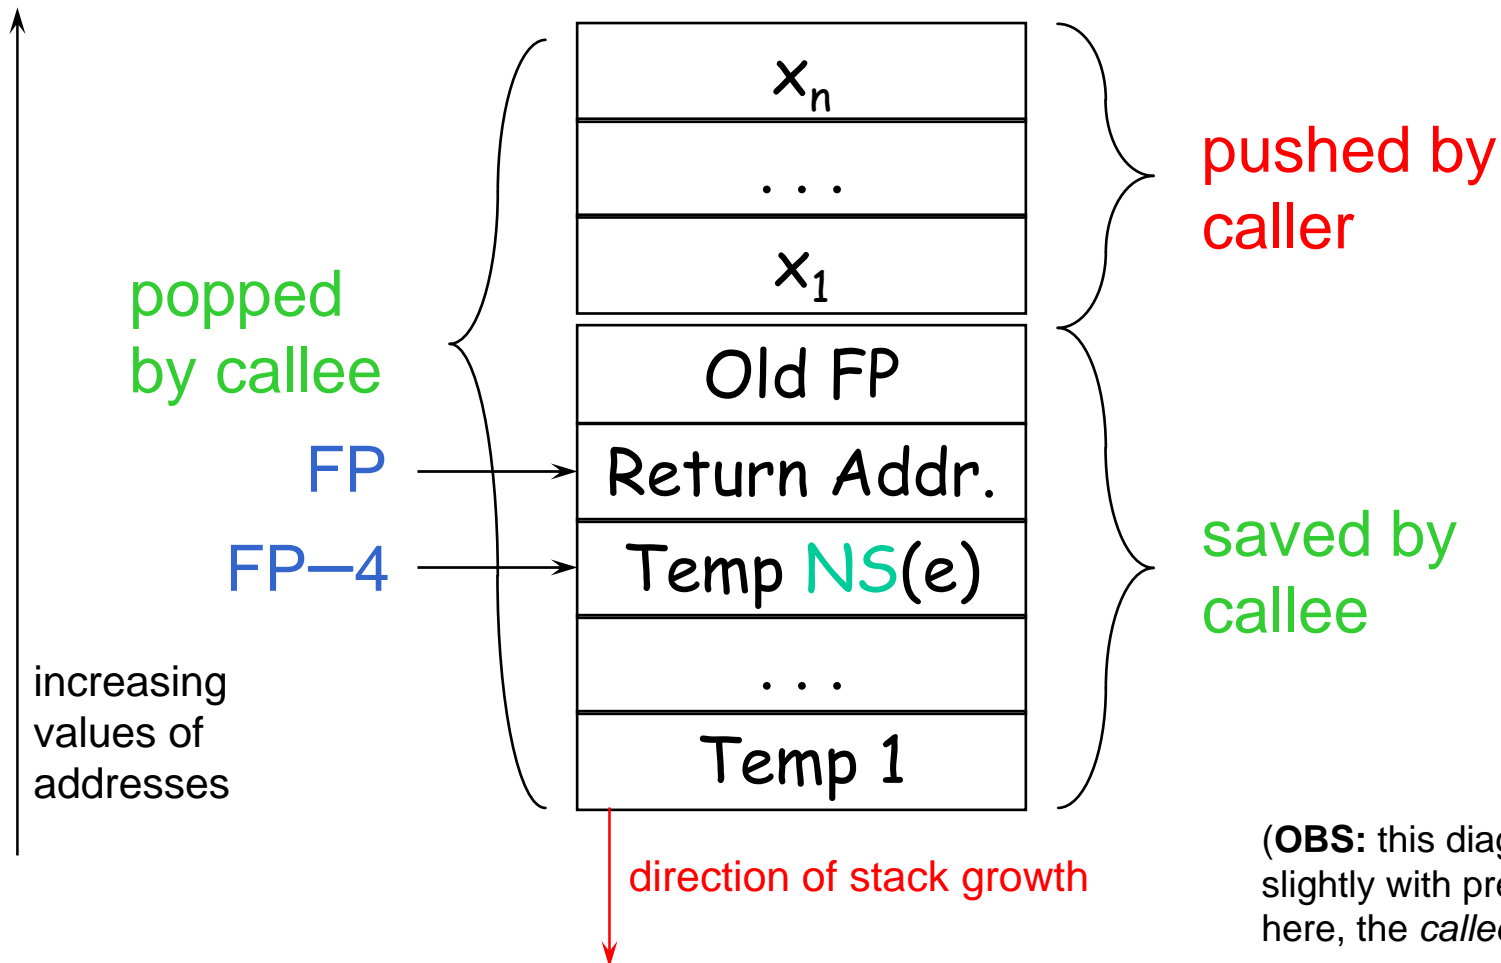 xn
. . .
pushed by
caller
x1
popped
by callee
Old FP
FP
Return Addr.
FP—4
Temp NS(e)
saved by
callee
. . .
increasing
values of
addresses
Temp 1
direction of stack growth
(OBS: this diag
slightly with pre
here, the callee